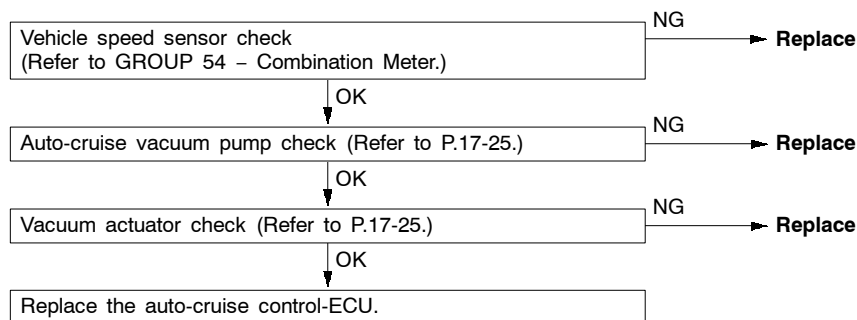 Vehicle speed sensor check
(Refer to GROUP 54 – Combination Meter.)
NG
Replace
OK
Auto-cruise vacuum pump check (Refer to P.17-25.)
NG
Replace
OK
Vacuum actuator check (Refer to P.17-25.)
NG
Replace
OK
Replace the auto-cruise control-ECU.